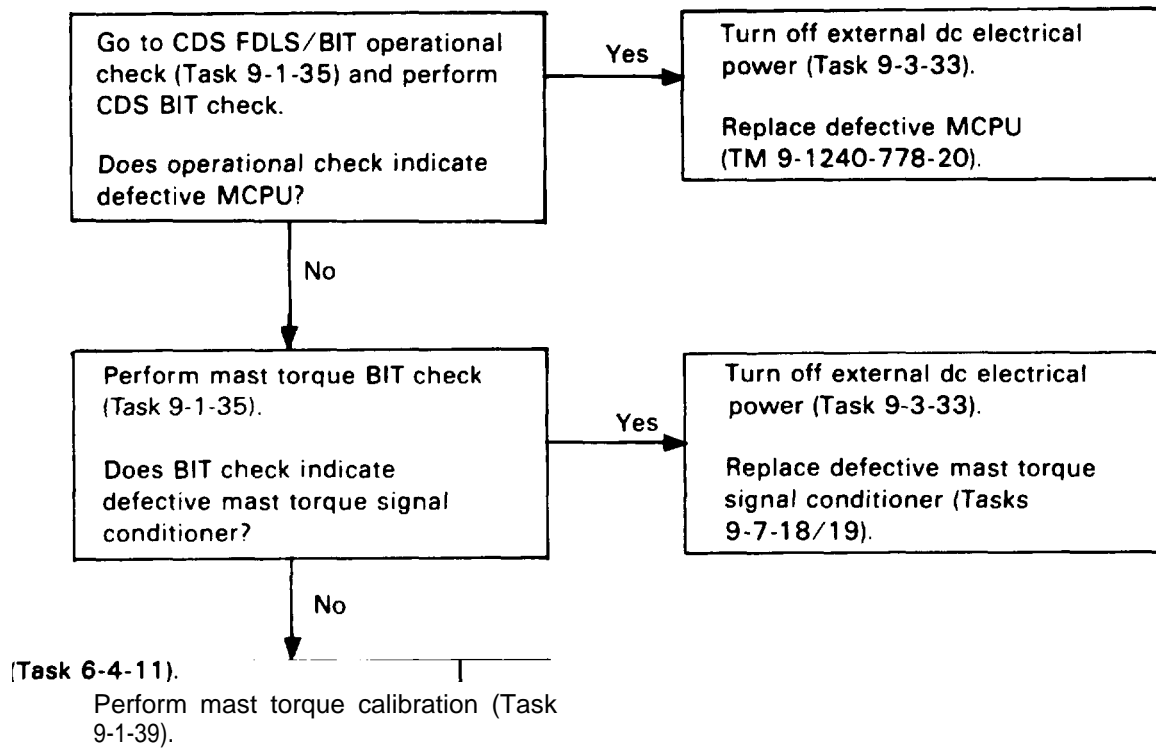 Go to CDS FDLS/BIT operational
check (Task 9-1-35) and perform
CDS BIT check.
Does operational check indicate
defective MCPU?
Yes
Turn off external dc electrical
power (Task 9-3-33).
Replace defective MCPU
(TM 9-1240-778-20).
No
Perform mast torque BIT check
(Task 9-1-35).
Does BIT check indicate
defective mast torque signal
conditioner?
Yes
Turn off external dc electrical
power (Task 9-3-33).
Replace defective mast torque
signal conditioner (Tasks
9-7-18/19).
No
(Task 6-4-11).
Perform mast torque calibration (Task
9-1-39).